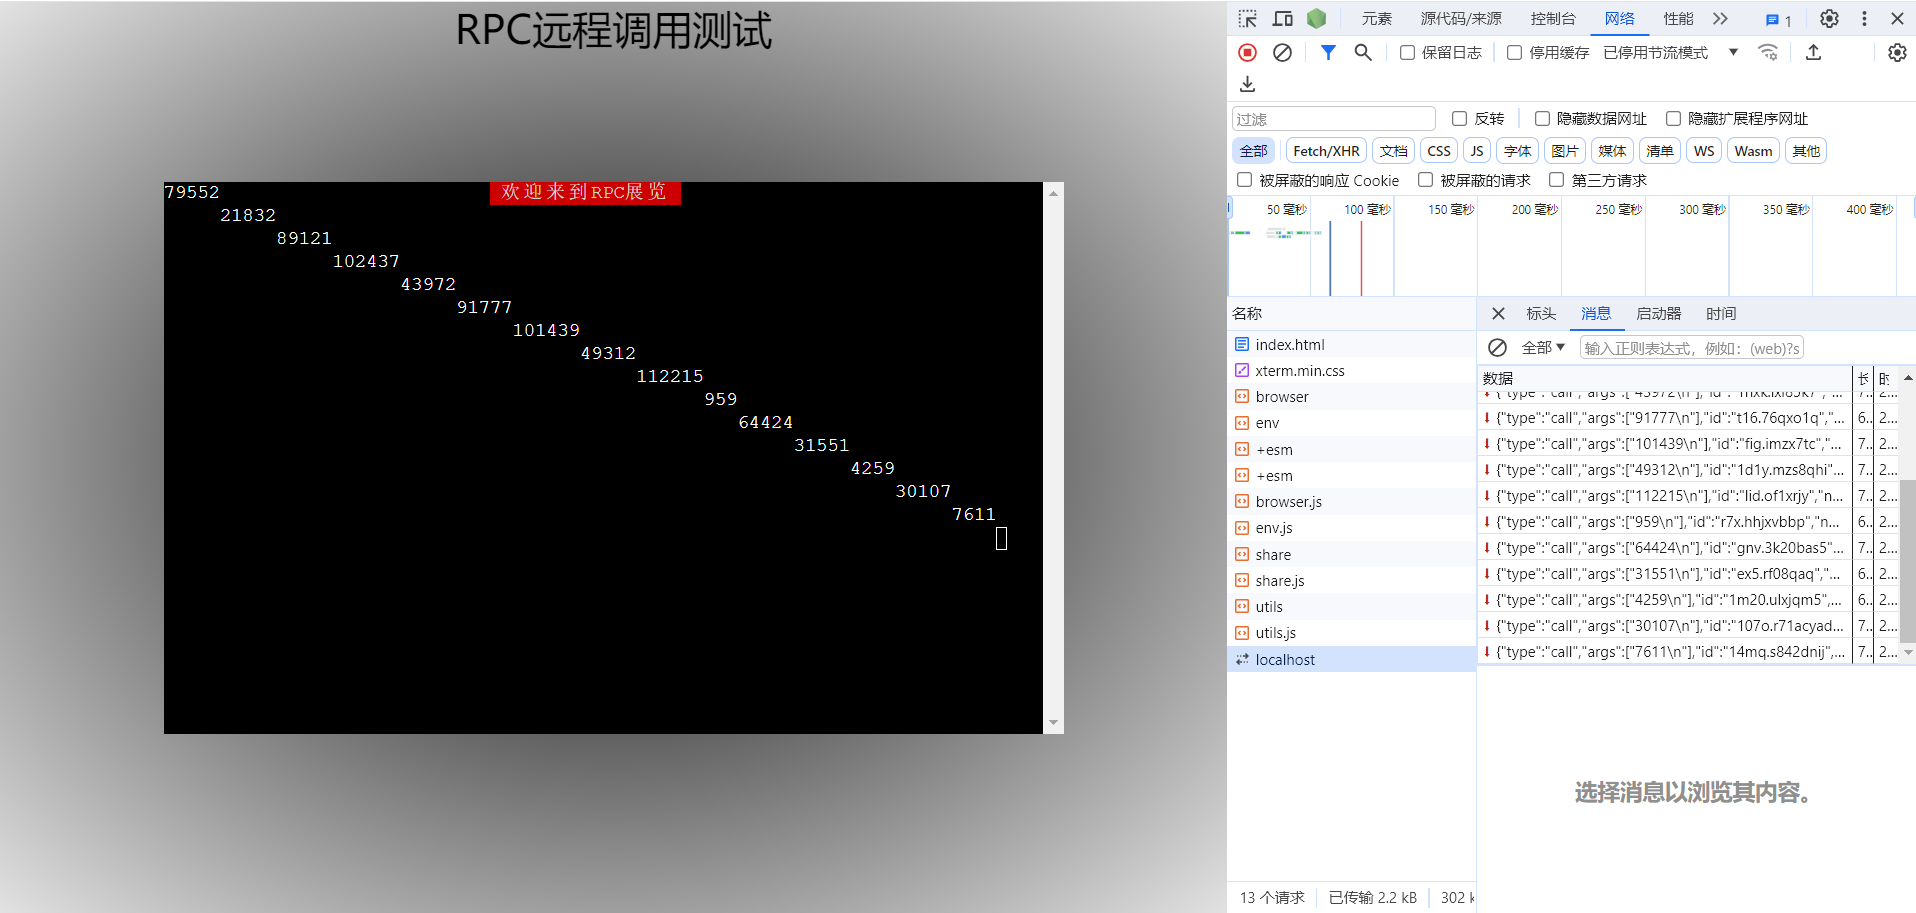 RPC远程调用测试
欢迎来到RPC展览
79552
21832
89121
102437
43972
91777
101439
49312
112215
959
64424
31551
4259
30107
7611
元素 源代码/来源 控制台 网络 性能 1
保留日志 停用缓存 已停用节流模式
过滤 反转 隐藏数据网址 隐藏扩展程序网址
全部 Fetch/XHR 文档 CSS JS 字体 图片 媒体 清单 WS Wasm 其他
被屏蔽的响应 Cookie 被屏蔽的请求 第三方请求
50 毫秒 100 毫秒 150 毫秒 200 毫秒 250 毫秒 300 毫秒 350 毫秒 400 毫秒
名称
index.html
xterm.min.css
browser
env
+esm
+esm
browser.js
env.js
share
share.js
utils
utils.js
localhost
13 个请求 已传输 2.2 kB 302
标头 消息 启动器 时间
全部 输入正则表达式，例如：(web)?s
数据
{"type":"call","args":["91777\n"],"id":"t16.76qxo1q","... 6.. 2...
{"type":"call","args":["101439\n"],"id":"fig.imzx7tc","... 7.. 2...
{"type":"call","args":["49312\n"],"id":"1d1y.mzs8qhi"... 7.. 2...
{"type":"call","args":["112215\n"],"id":"lid.of1xrjy","n... 7.. 2...
{"type":"call","args":["959\n"],"id":"r7x.hhjxvbbp","n... 6.. 2...
{"type":"call","args":["64424\n"],"id":"gnv.3k20bas5"... 7.. 2...
{"type":"call","args":["31551\n"],"id":"ex5.rf08qaq","... 6.. 2...
{"type":"call","args":["4259\n"],"id":"1m20.ulxjqm5",... 6.. 2...
{"type":"call","args":["30107\n"],"id":"107o.r71acyad... 7.. 2...
{"type":"call","args":["7611\n"],"id":"14mq.s842dnij",... 7.. 2...
选择消息以浏览其内容。